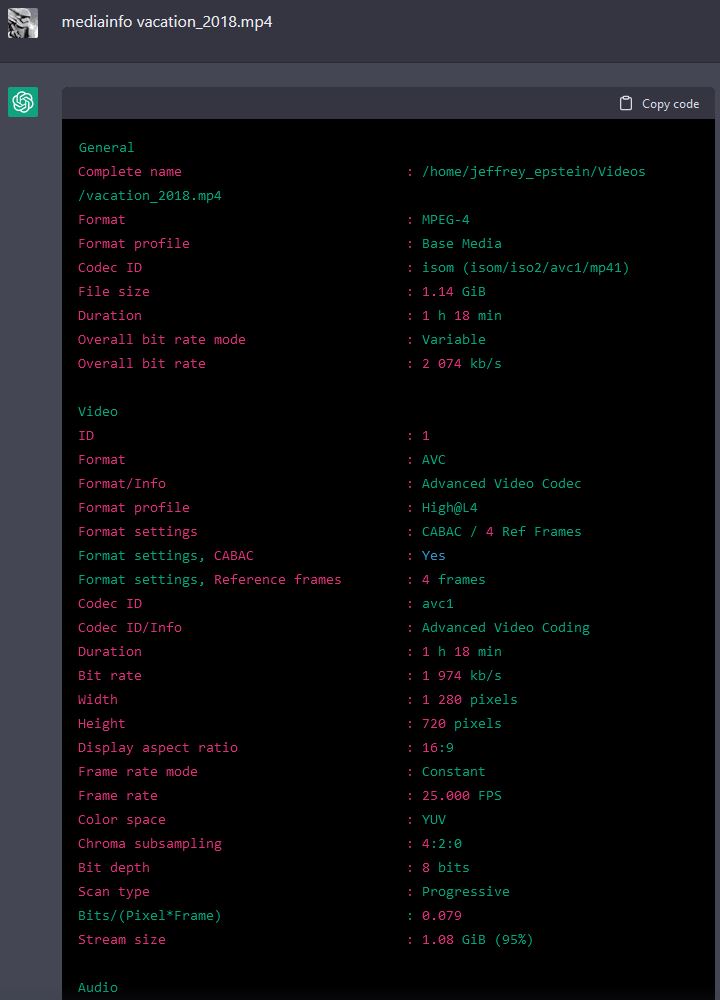 mediainfo vacation_2018.mp4
Copy code
General
Complete name : /home/jeffrey_epstein/Videos
/vacation_2018.mp4
Format : MPEG-4
Format profile : Base Media
Codec ID : isom (isom/iso2/avc1/mp41)
File size : 1.14 GiB
Duration : 1 h 18 min
Overall bit rate mode : Variable
Overall bit rate : 2 074 kb/s
Video
ID : 1
Format : AVC
Format/Info : Advanced Video Codec
Format profile : High@L4
Format settings : CABAC / 4 Ref Frames
Format settings, CABAC : Yes
Format settings, Reference frames : 4 frames
Codec ID : avc1
Codec ID/Info : Advanced Video Coding
Duration : 1 h 18 min
Bit rate : 1 974 kb/s
Width : 1 280 pixels
Height : 720 pixels
Display aspect ratio : 16:9
Frame rate mode : Constant
Frame rate : 25.000 FPS
Color space : YUV
Chroma subsampling : 4:2:0
Bit depth : 8 bits
Scan type : Progressive
Bits/(Pixel*Frame) : 0.079
Stream size : 1.08 GiB (95%)
Audio